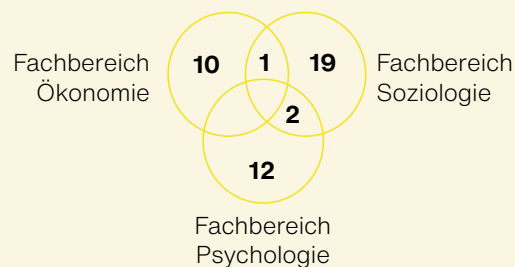 10
1
19
Fachbereich
Ökonomie
Fachbereich
Soziologie
2
12
Fachbereich
Psychologie